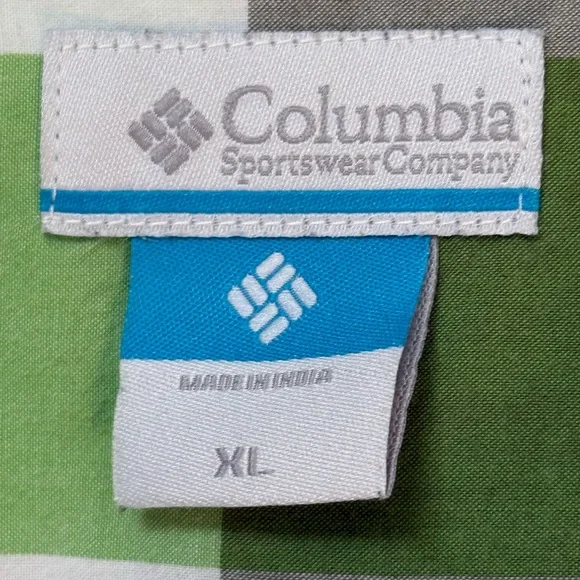 Columbia
Sportswear Company
MADE IN INDIA
XL